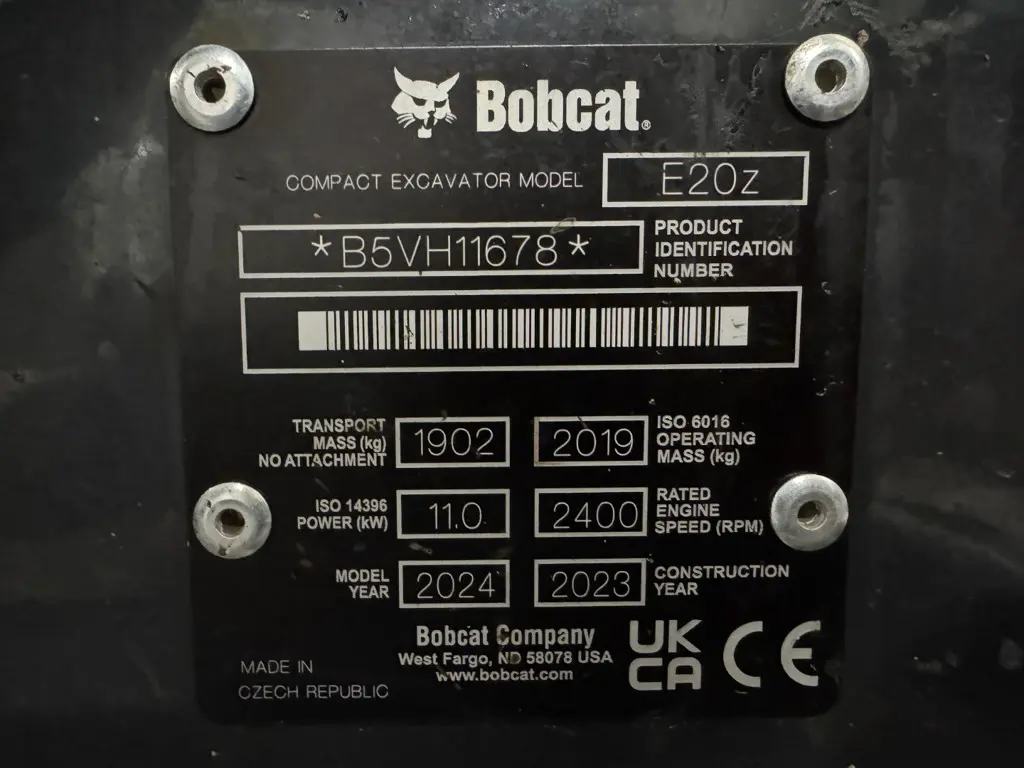 Bobcat®
COMPACT EXCAVATOR MODEL E20z
*B5VH11678*
PRODUCT
IDENTIFICATION
NUMBER
TRANSPORT
MASS (kg)
NO ATTACHMENT
1902
2019
ISO 6016
OPERATING
MASS (kg)
ISO 14396
POWER (kW)
11.0
2400
RATED
ENGINE
SPEED (RPM)
MODEL
YEAR
2024
2023
CONSTRUCTION
YEAR
Bobcat Company
West Fargo, ND 58078 USA
www.bobcat.com
UK
CA
CE
MADE IN
CZECH REPUBLIC